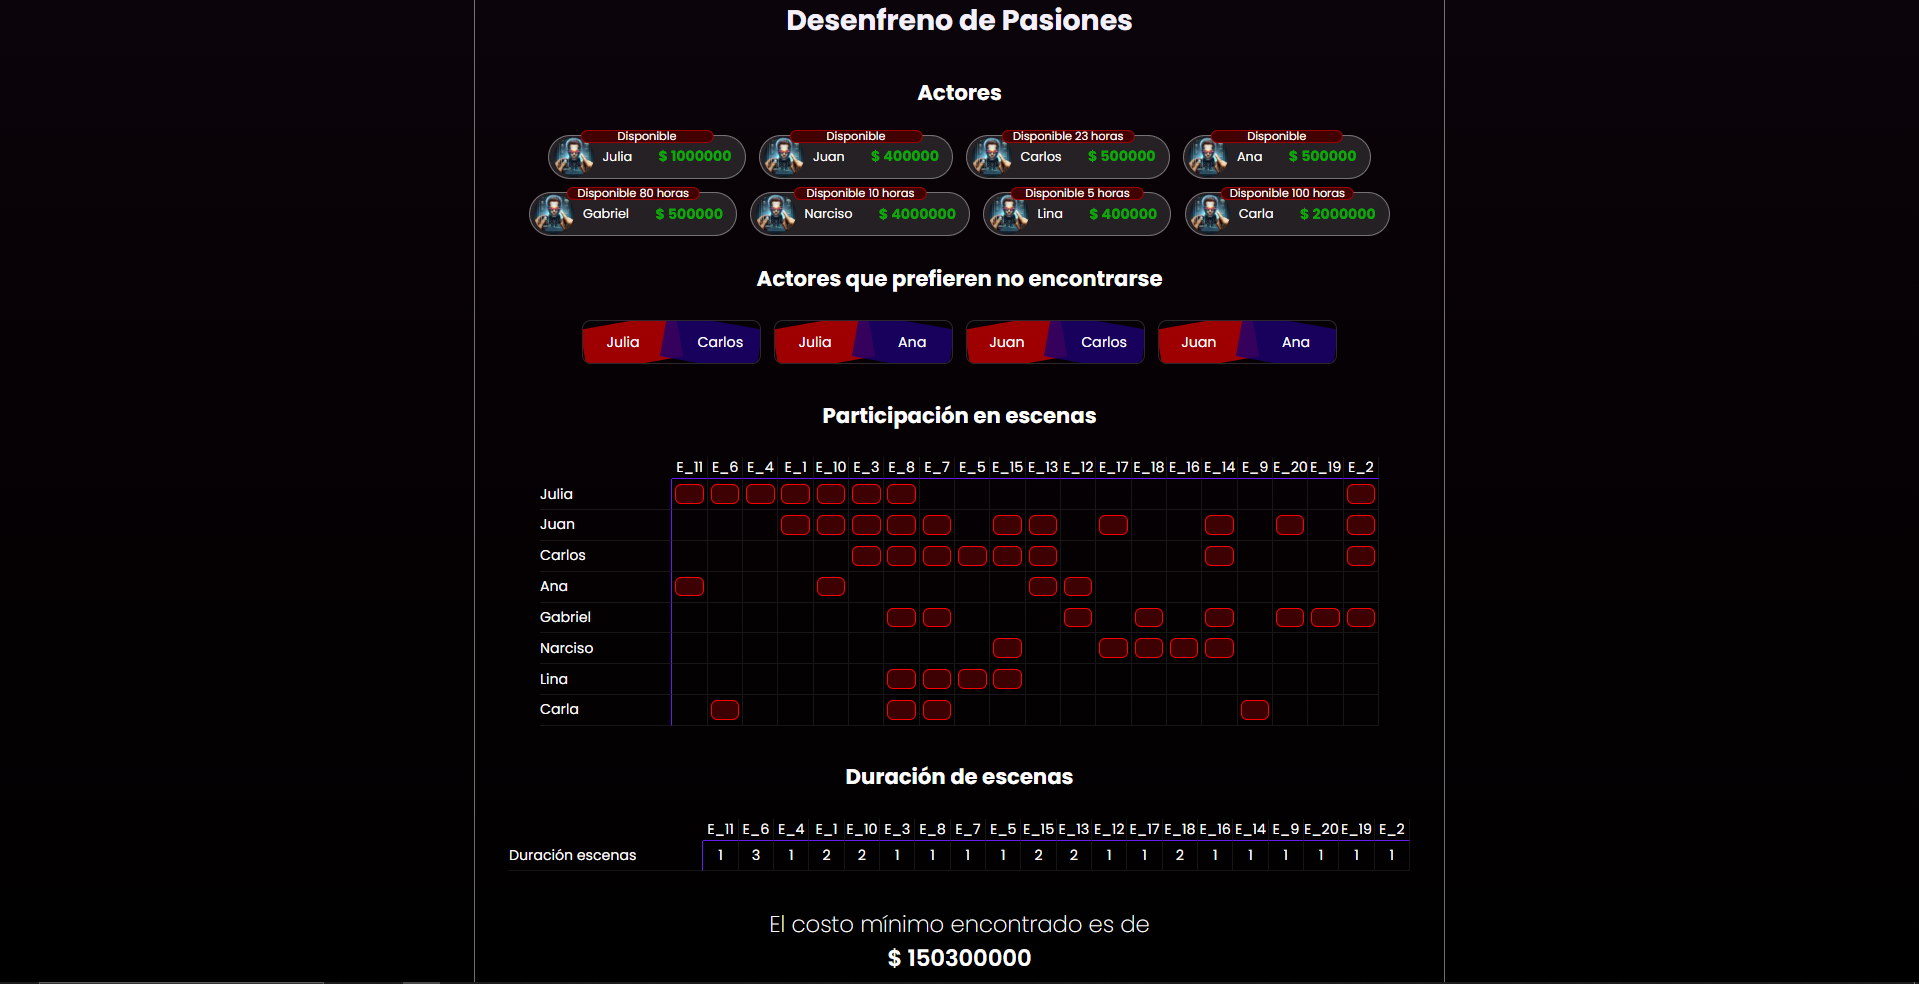 Desenfreno de Pasiones
Actores
Disponible Disponible Disponible 23 horas Disponible
Julia $ 1000000 Juan $ 400000 Carlos $ 500000 Ana $ 500000
Disponible 80 horas Disponible 10 horas Disponible 5 horas Disponible 100 horas
Gabriel $ 500000 Narciso $ 4000000 Lina $ 400000 Carla $ 2000000
Actores que prefieren no encontrarse
Julia Carlos Julia Ana Juan Carlos Juan Ana
Participación en escenas
E_11 E_6 E_4 E_1 E_10 E_3 E_8 E_7 E_5 E_15 E_13 E_12 E_17 E_18 E_16 E_14 E_9 E_20 E_19 E_2
Julia
Juan
Carlos
Ana
Gabriel
Narciso
Lina
Carla
Duración de escenas
E_11 E_6 E_4 E_1 E_10 E_3 E_8 E_7 E_5 E_15 E_13 E_12 E_17 E_18 E_16 E_14 E_9 E_20 E_19 E_2
Duración escenas 1 3 1 2 2 1 1 1 1 2 2 1 1 2 1 1 1 1 1 1
El costo mínimo encontrado es de
$ 150300000